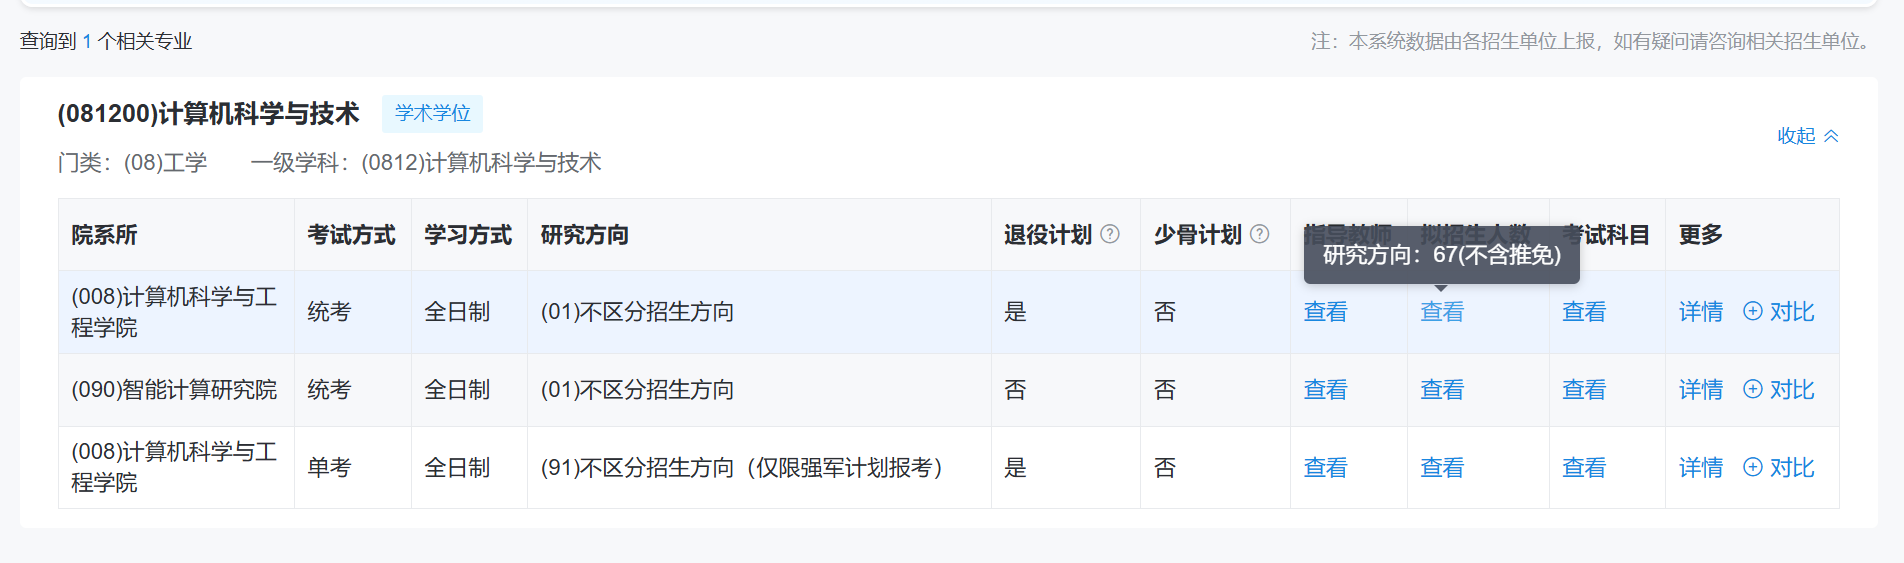 查询到 1 个相关专业
注：本系统数据由各招生单位上报，如有疑问请咨询相关招生单位。
(081200)计算机科学与技术 学术学位
收起
门类：(08)工学 一级学科：(0812)计算机科学与技术
院系所 考试方式 学习方式 研究方向 退役计划 少骨计划 指导教师 拟招生人数 考试科目 更多
研究方向：67(不含推免)
(008)计算机科学与工
程学院 统考 全日制 (01)不区分招生方向 是 否 查看 查看 查看 详情 对比
(090)智能计算研究院 统考 全日制 (01)不区分招生方向 否 否 查看 查看 查看 详情 对比
(008)计算机科学与工
程学院 单考 全日制 (91)不区分招生方向（仅限强军计划报考） 是 否 查看 查看 查看 详情 对比